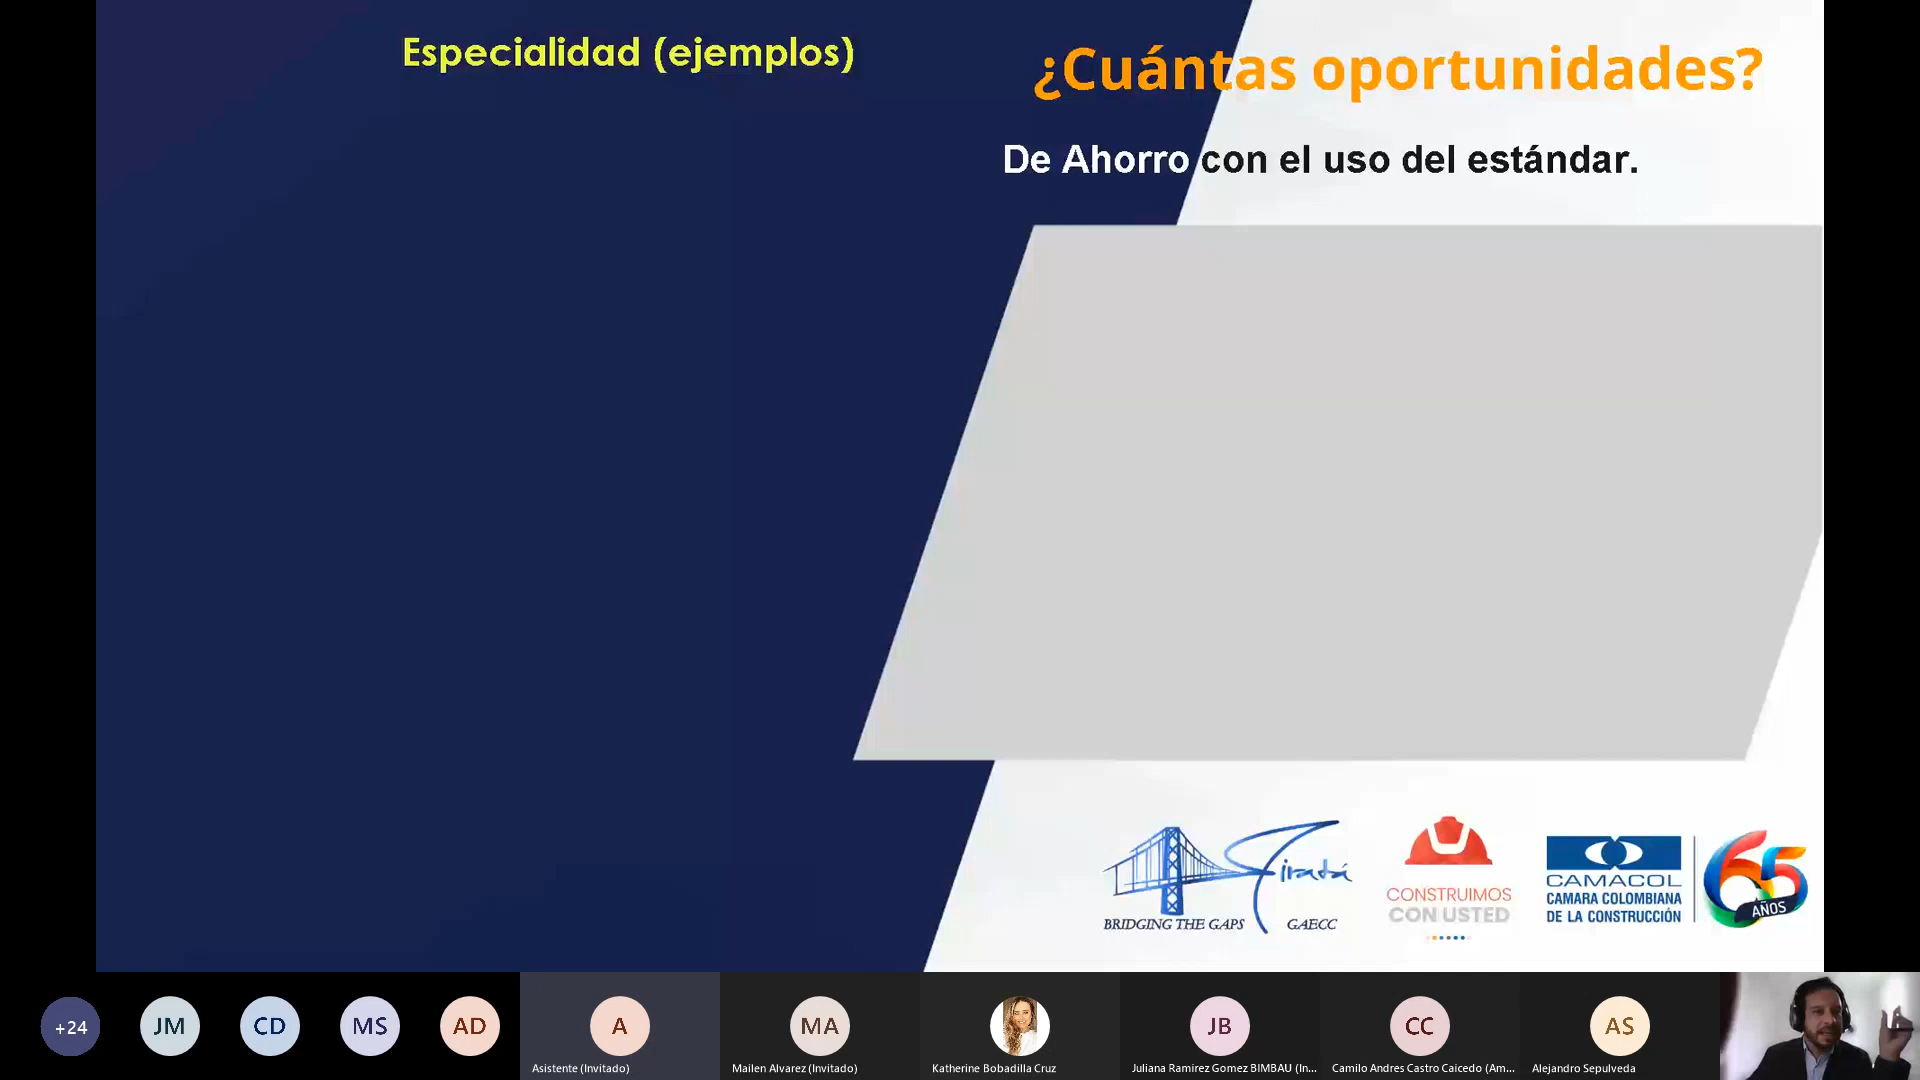 Especialidad (ejemplos)
¿Cuántas oportunidades?
De Ahorro con el uso del estándar.
Tiratá
BRIDGING THE GAPS GAECC
CONSTRUIMOS
CON USTED
CAMACOL
CAMARA COLOMBIANA
DE LA CONSTRUCCIÓN
65
AÑOS
+24
JM
CD
MS
AD
A
MA
JB
CC
AS
Asistente (Invitado)
Mailen Alvarez (Invitado)
Katherine Bobadilla Cruz
Juliana Ramirez Gomez BIMBAU (In...
Camilo Andres Castro Caicedo (Am...
Alejandro Sepulveda